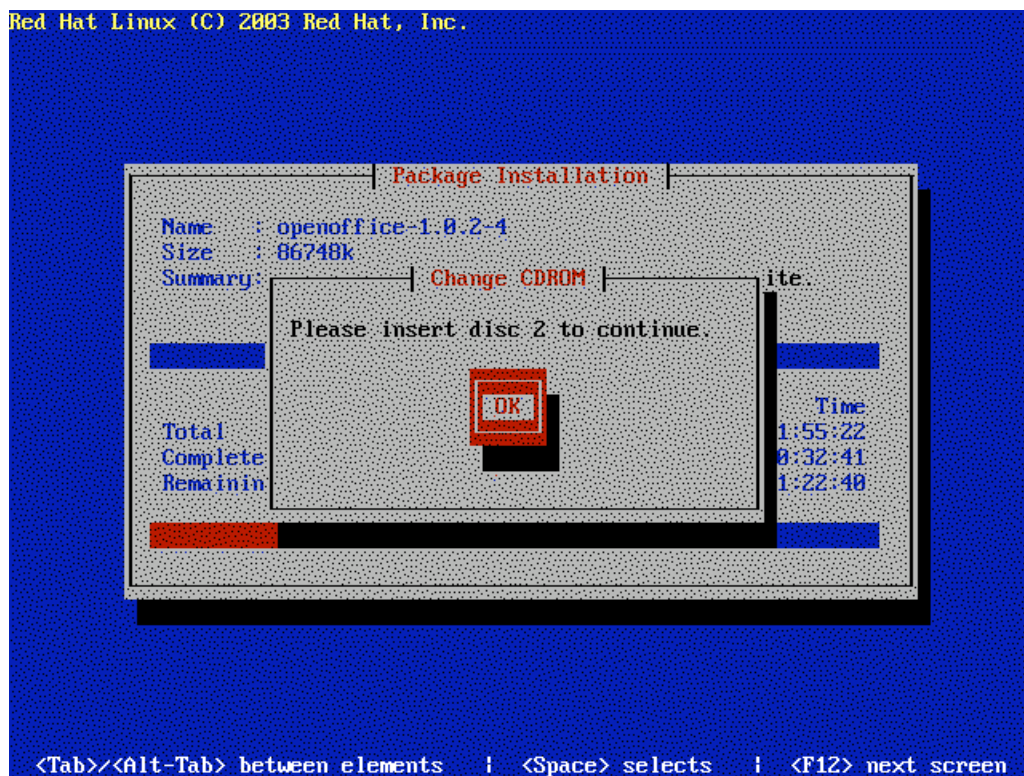 Red Hat Linux (C) 2003 Red Hat, Inc.
Package Installation
Name : openoffice-1.0.2-4
Size : 86748k
Summary: ite.
Change CDROM
Please insert disc 2 to continue.
OK
Time
Total 1:55:22
Complete 0:32:41
Remainin 1:22:40
<Tab>/<Alt-Tab> between elements | <Space> selects | <F12> next screen